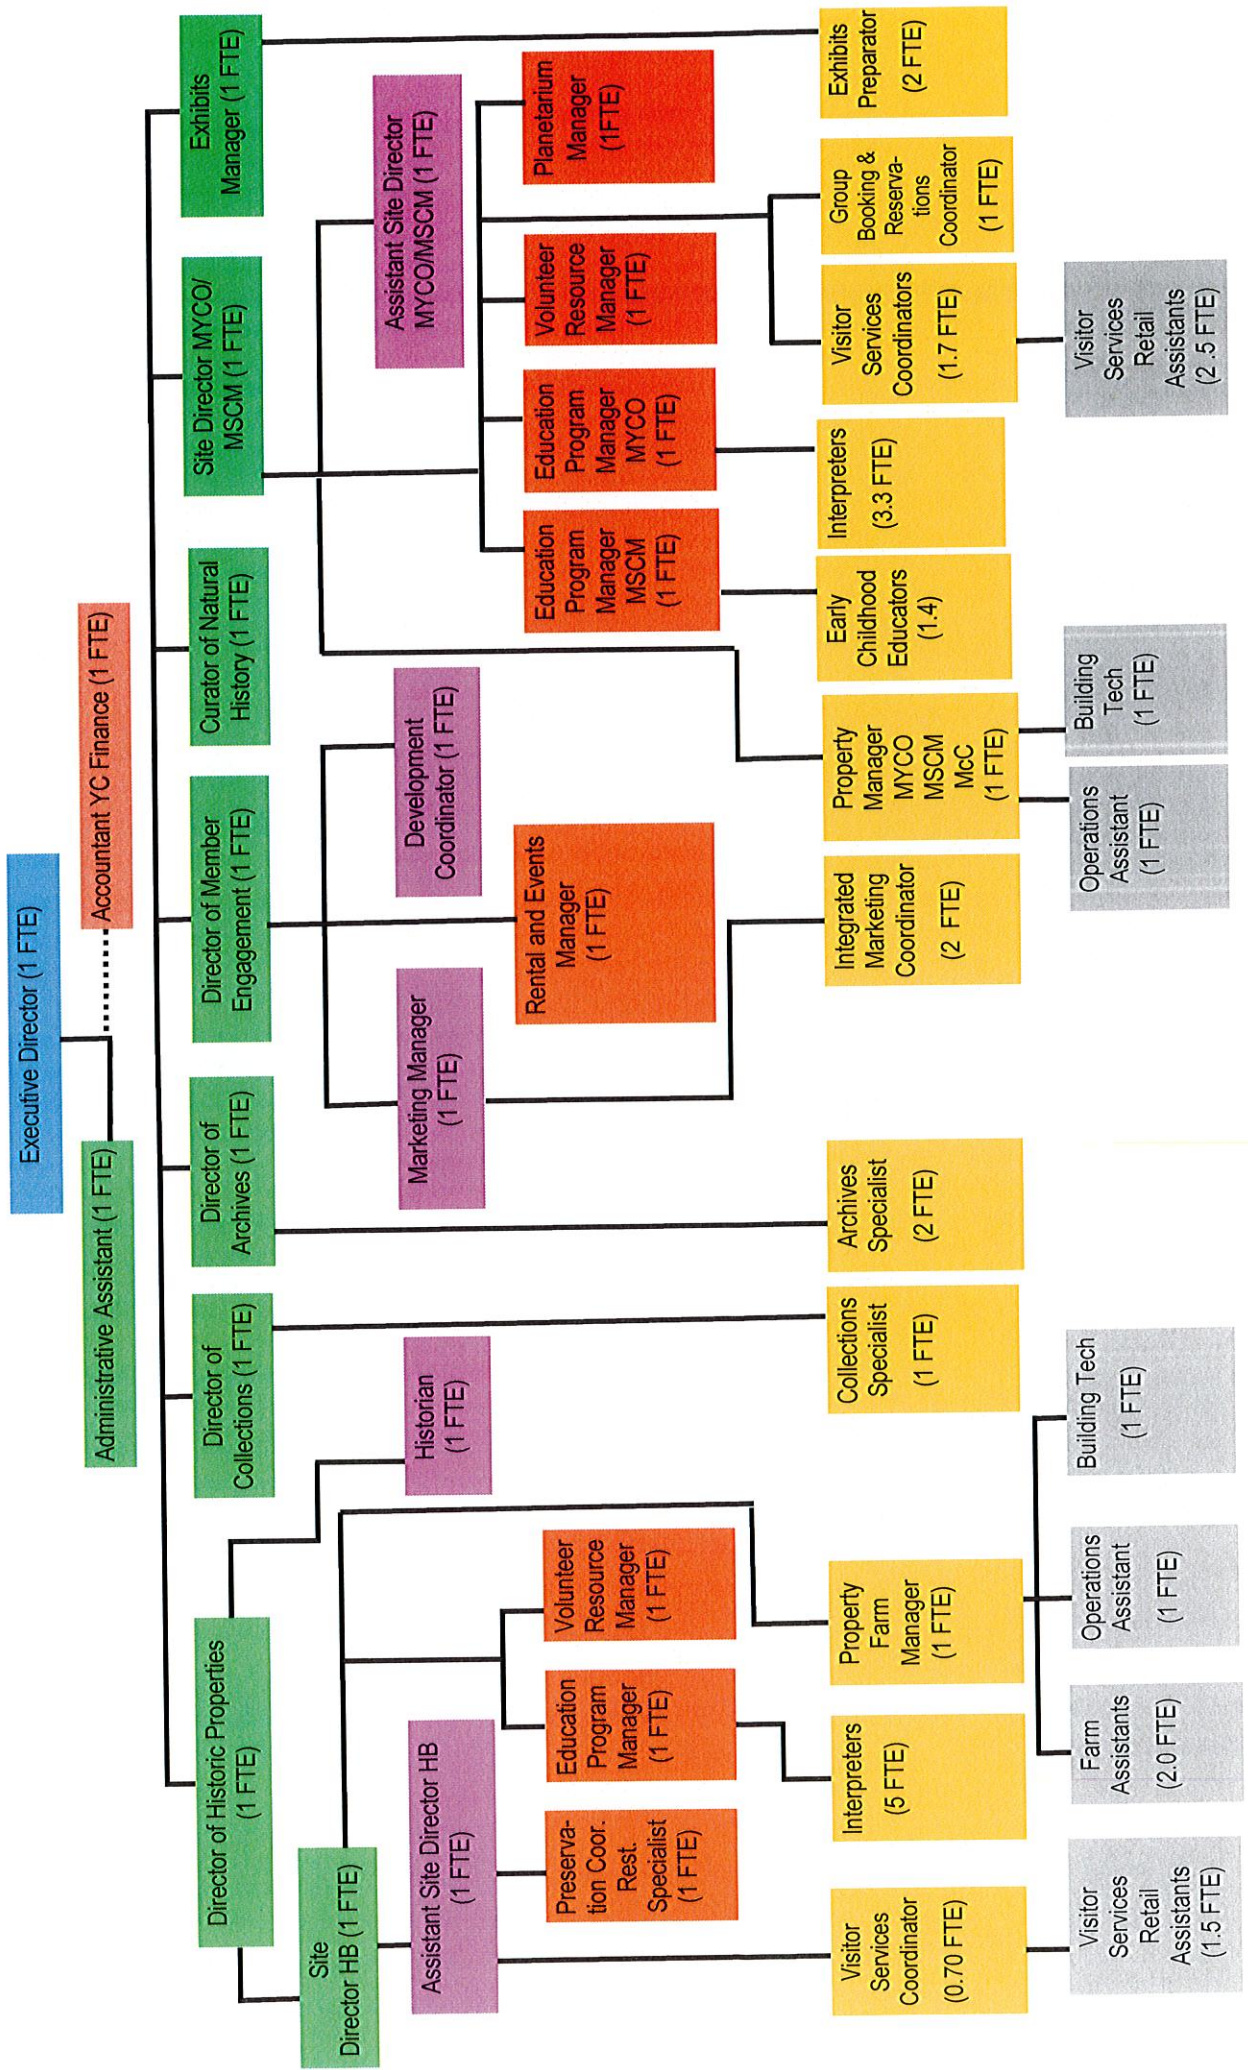 Executive Director (1 FTE)
Administrative Assistant (1 FTE)
Accountant YC Finance (1 FTE)
Director of Historic Properties
(1 FTE)
Director of
Collections (1 FTE)
Director of
Archives (1 FTE)
Director of Member
Engagement (1 FTE)
Curator of Natural
History (1 FTE)
Site Director MYCO/
MSCM (1 FTE)
Exhibits
Manager (1 FTE)
Site
Director HB (1 FTE)
Assistant Site Director HB
(1 FTE)
Historian
(1 FTE)
Marketing Manager
(1 FTE)
Development
Coordinator (1 FTE)
Assistant Site Director
MYCO/MSCM (1 FTE)
Preserva-
tion Coor.
Rest.
Specialist
(1 FTE)
Education
Program
Manager
(1 FTE)
Volunteer
Resource
Manager
(1 FTE)
Rental and Events
Manager
(1 FTE)
Education
Program
Manager
MSCM
(1 FTE)
Education
Program
Manager
MYCO
(1 FTE)
Volunteer
Resource
Manager
(1 FTE)
Planetarium
Manager
(1FTE)
Visitor
Services
Coordinator
(0.70 FTE)
Interpreters
(5 FTE)
Property
Farm
Manager
(1 FTE)
Collections
Specialist
(1 FTE)
Archives
Specialist
(2 FTE)
Integrated
Marketing
Coordinator
(2 FTE)
Property
Manager
MYCO
MSCM
McC
(1 FTE)
Early
Childhood
Educators
(1.4)
Interpreters
(3.3 FTE)
Visitor
Services
Coordinators
(1.7 FTE)
Group
Booking &
Reserva-
tions
Coordinator
(1 FTE)
Exhibits
Preparator
(2 FTE)
Visitor
Services
Retail
Assistants
(1.5 FTE)
Farm
Assistants
(2.0 FTE)
Operations
Assistant
(1 FTE)
Building Tech
(1 FTE)
Operations
Assistant
(1 FTE)
Building
Tech
(1 FTE)
Visitor
Services
Retail
Assistants
(2 .5 FTE)